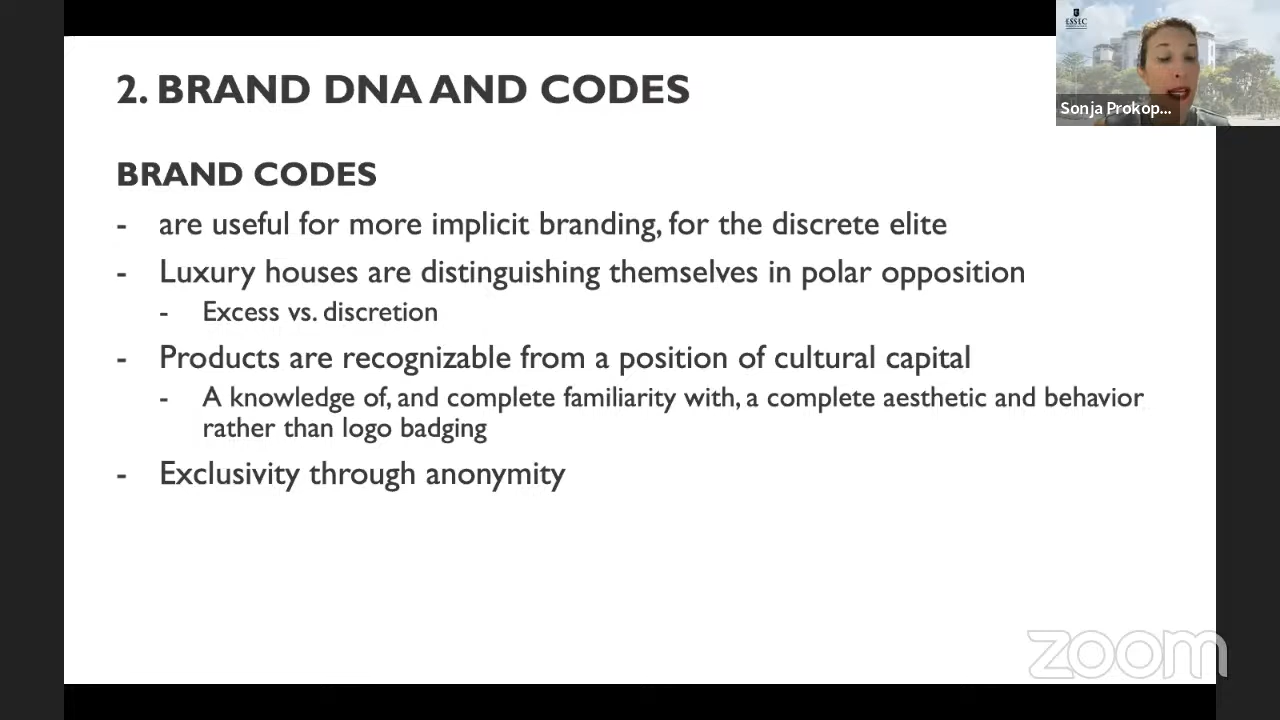 2. BRAND DNA AND CODES
ESSEC
Sonja Prokop...
BRAND CODES
- are useful for more implicit branding, for the discrete elite
- Luxury houses are distinguishing themselves in polar opposition
- Excess vs. discretion
- Products are recognizable from a position of cultural capital
- A knowledge of, and complete familiarity with, a complete aesthetic and behavior
rather than logo badging
- Exclusivity through anonymity
zoom